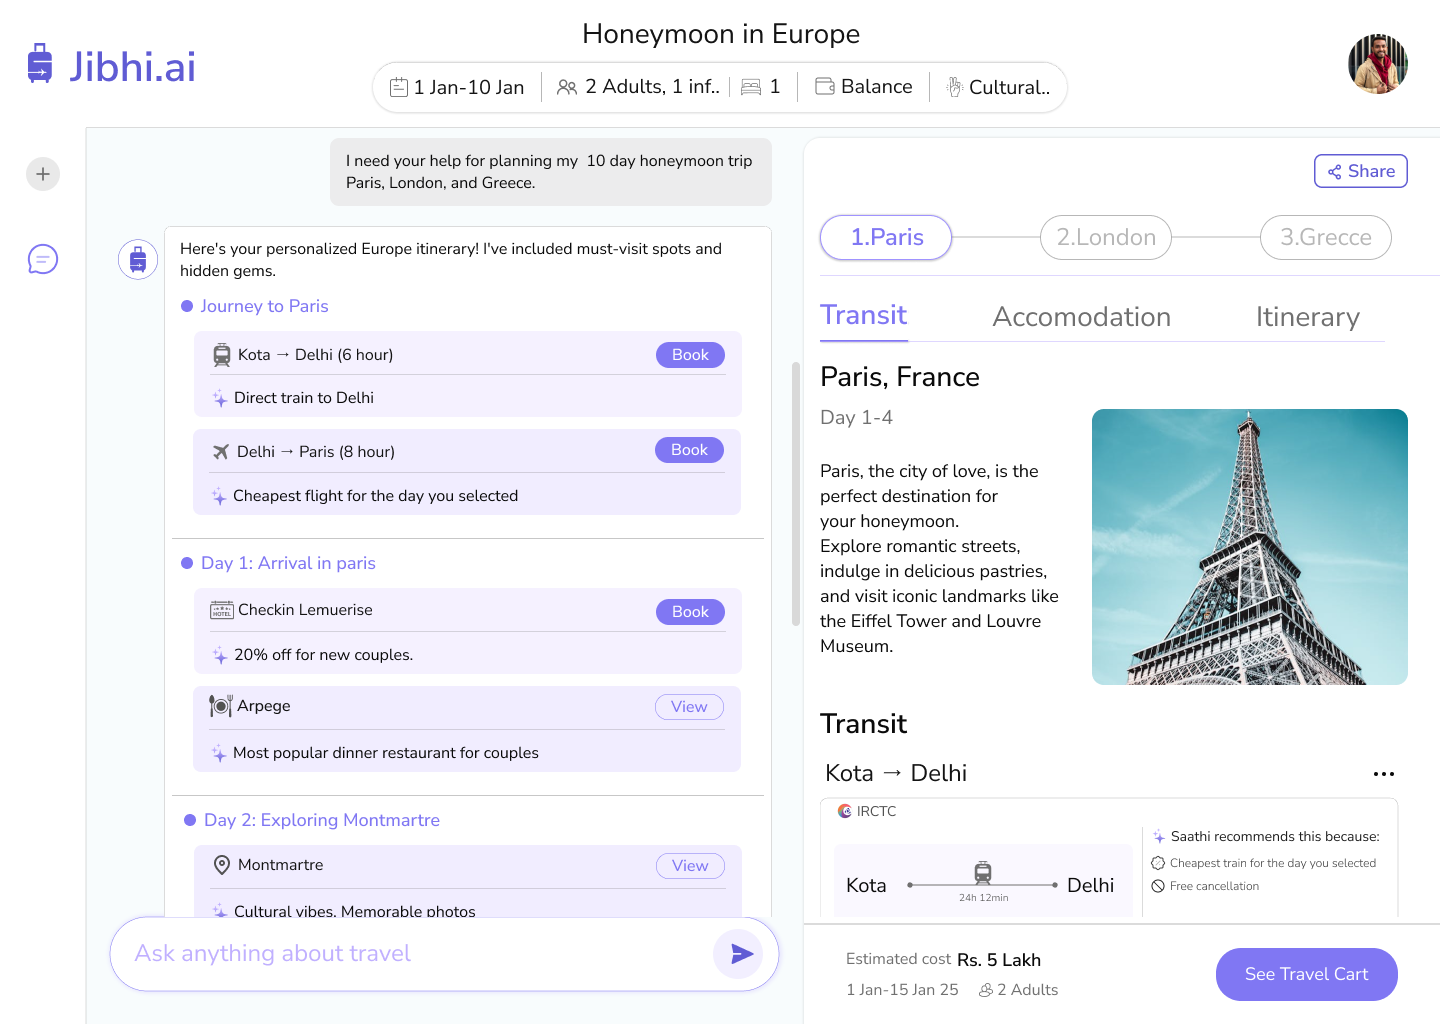 Honeymoon in Europe
Jibhi.ai
1 Jan-10 Jan
2 Adults, 1 inf..
1
Balance
Cultural..
I need your help for planning my 10 day honeymoon trip
Paris, London, and Greece.
Here's your personalized Europe itinerary! I've included must-visit spots and
hidden gems.
Journey to Paris
Kota → Delhi (6 hour)
Book
Direct train to Delhi
Delhi → Paris (8 hour)
Book
Cheapest flight for the day you selected
Day 1: Arrival in paris
HOTEL
Checkin Lemuerise
Book
20% off for new couples.
Arpege
View
Most popular dinner restaurant for couples
Day 2: Exploring Montmartre
Montmartre
View
Cultural vibes, Memorable photos
Ask anything about travel
Share
1.Paris
2.London
3.Grecce
Transit
Accomodation
Itinerary
Paris, France
Day 1-4
Paris, the city of love, is the
perfect destination for
your honeymoon.
Explore romantic streets,
indulge in delicious pastries,
and visit iconic landmarks like
the Eiffel Tower and Louvre
Museum.
Transit
Kota → Delhi
IRCTC
Kota
24h 12min
Delhi
Saathi recommends this because:
Cheapest train for the day you selected
Free cancellation
Estimated cost Rs. 5 Lakh
1 Jan-15 Jan 25
2 Adults
See Travel Cart